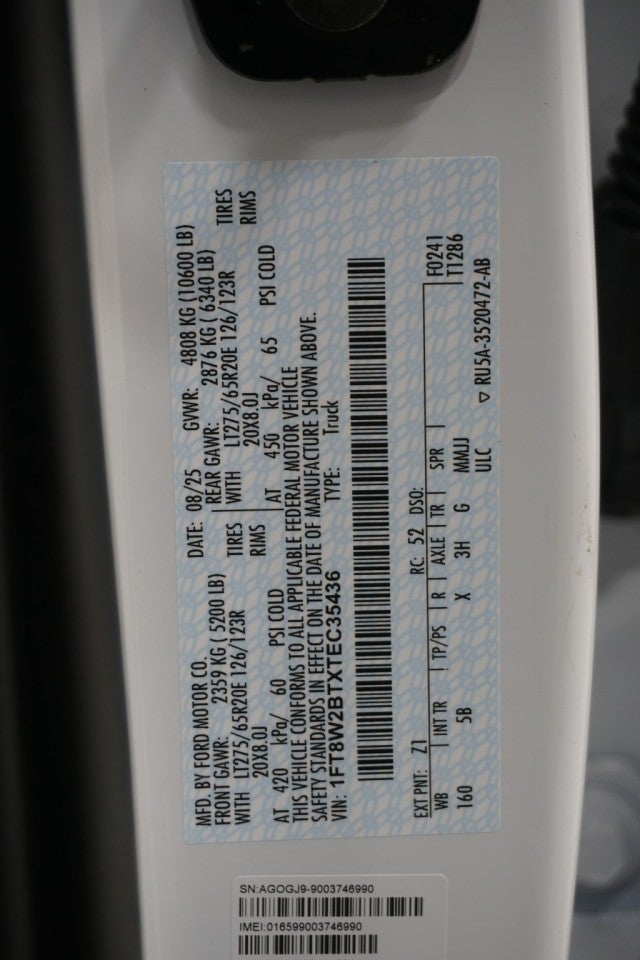 MFD. BY FORD MOTOR CO. DATE: 08/25 GVWR: 4808 KG (10600 LB)
FRONT GAWR: 2359 KG ( 5200 LB) REAR GAWR: 2876 KG ( 6340 LB)
WITH LT275/65R20E 126/123R TIRES WITH LT275/65R20E 126/123R TIRES
20X8.0J RIMS 20X8.0J RIMS
AT 420 kPa/ 60 PSI COLD AT 450 kPa/ 65 PSI COLD
THIS VEHICLE CONFORMS TO ALL APPLICABLE FEDERAL MOTOR VEHICLE
SAFETY STANDARDS IN EFFECT ON THE DATE OF MANUFACTURE SHOWN ABOVE.
VIN: 1FT8W2BTXTEC35436 TYPE: Truck
EXT PNT: Z1 RC: 52 DSO: F0241
WB INT TR TP/PS R AXLE TR SPR T1286
160 5B X 3H G MMJJ
ULC ▽ RU5A-3520472-AB
SN:AGOGJ9-9003746990
IMEI:016599003746990